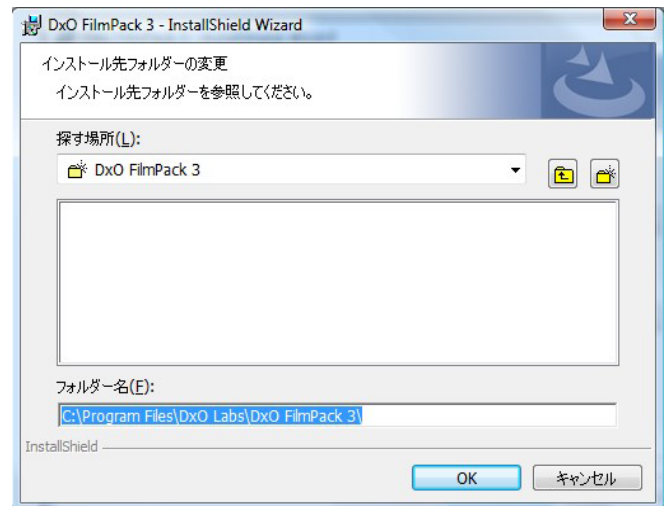 DxO FilmPack 3 - InstallShield Wizard
インストール先フォルダーの変更
インストール先フォルダーを参照してください。
探す場所(L):
DxO FilmPack 3
フォルダー名(F):
C:\Program Files\DxO Labs\DxO FilmPack 3\
InstallShield
OK
キャンセル